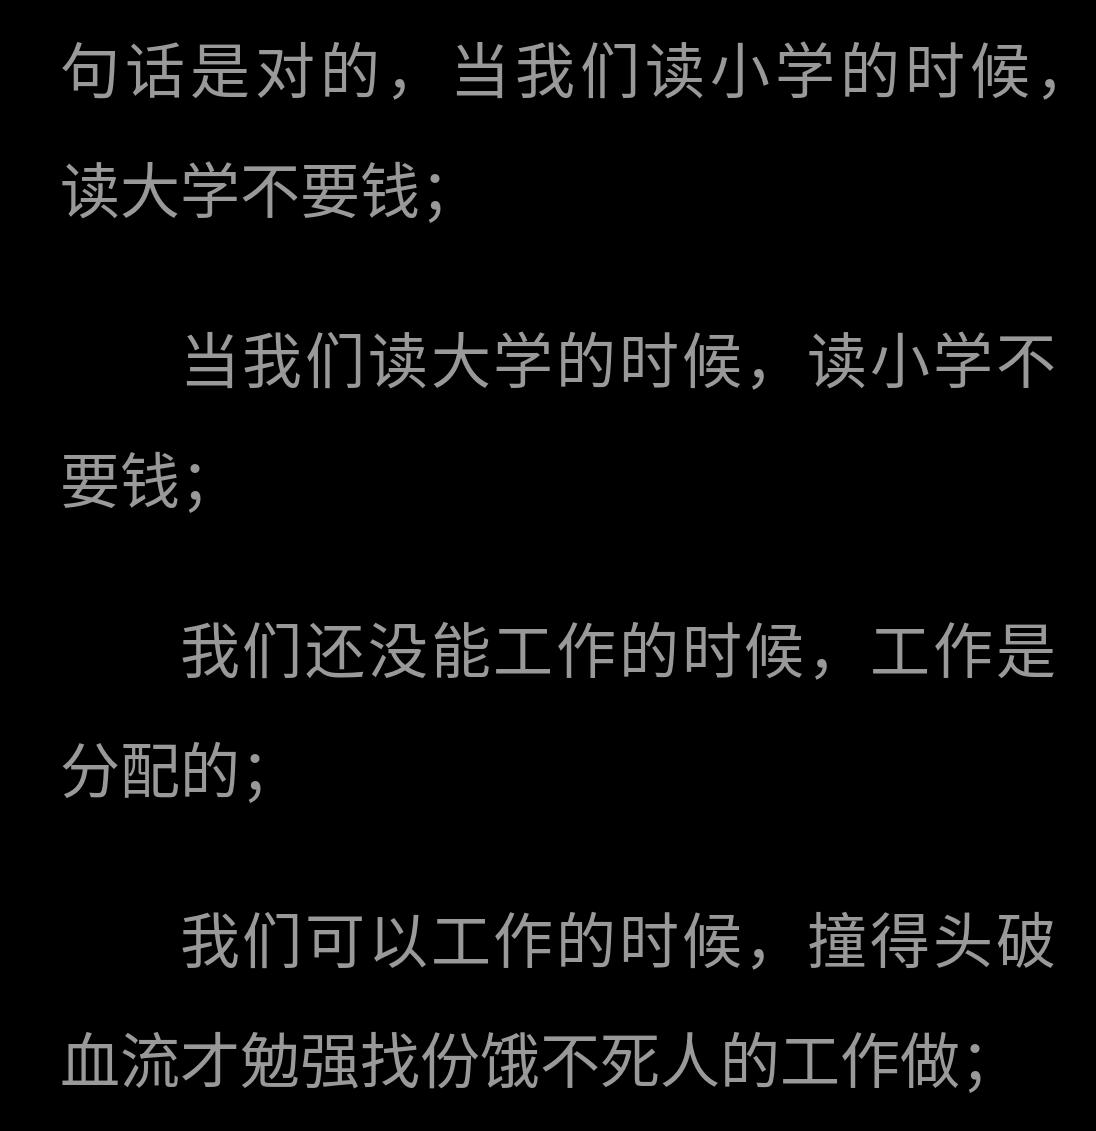 句话是对的，当我们读小学的时候，
读大学不要钱；
当我们读大学的时候，读小学不
要钱；
我们还没能工作的时候，工作是
分配的；
我们可以工作的时候，撞得头破
血流才勉强找份饿不死人的工作做；